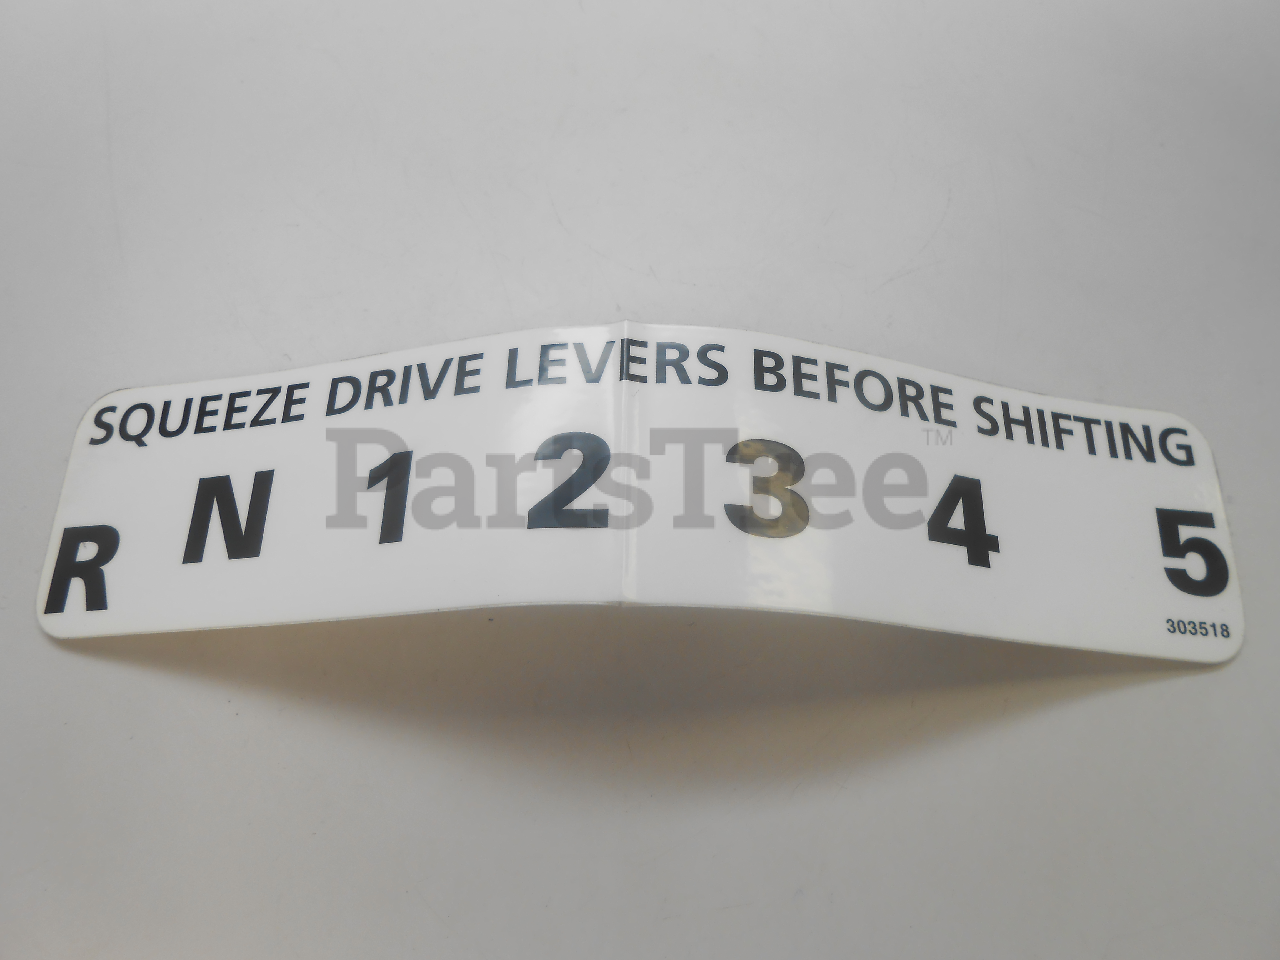 SQUEEZE DRIVE LEVERS BEFORE SHIFTING
R N 1 2 3 4 5
303518
PartsTree™